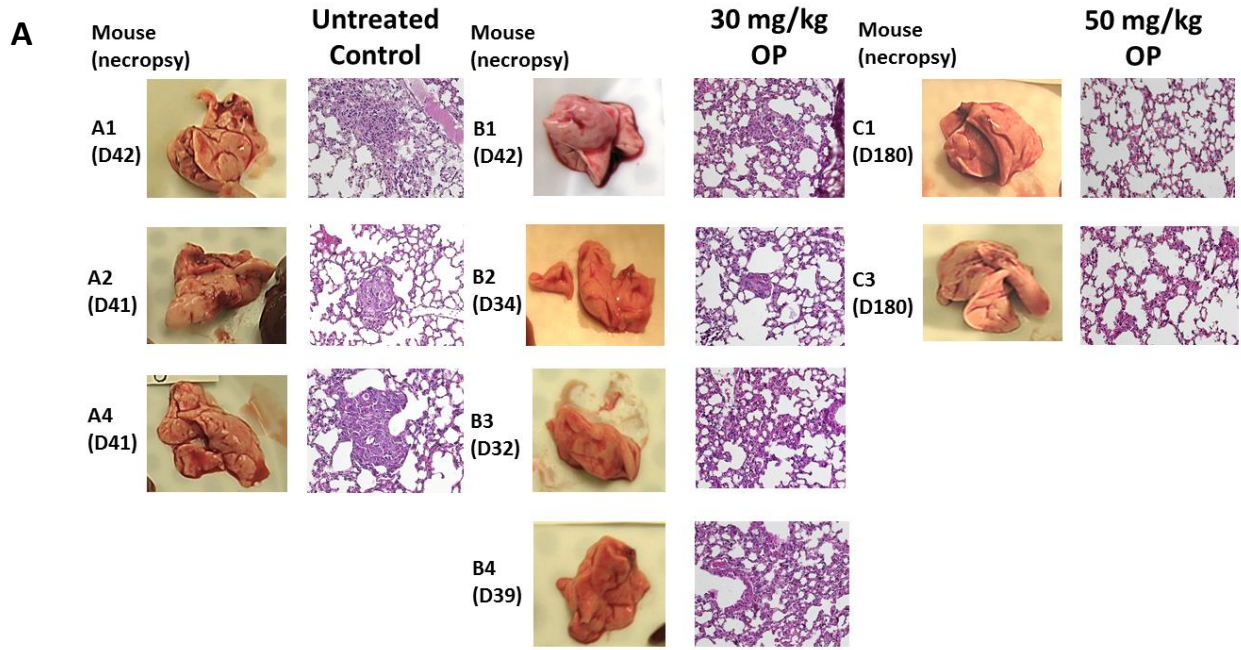 A
Mouse
(necropsy)
Untreated
Control
Mouse
(necropsy)
30 mg/kg
OP
Mouse
(necropsy)
50 mg/kg
OP
A1
(D42)
B1
(D42)
C1
(D180)
A2
(D41)
B2
(D34)
C3
(D180)
A4
(D41)
B3
(D32)
B4
(D39)